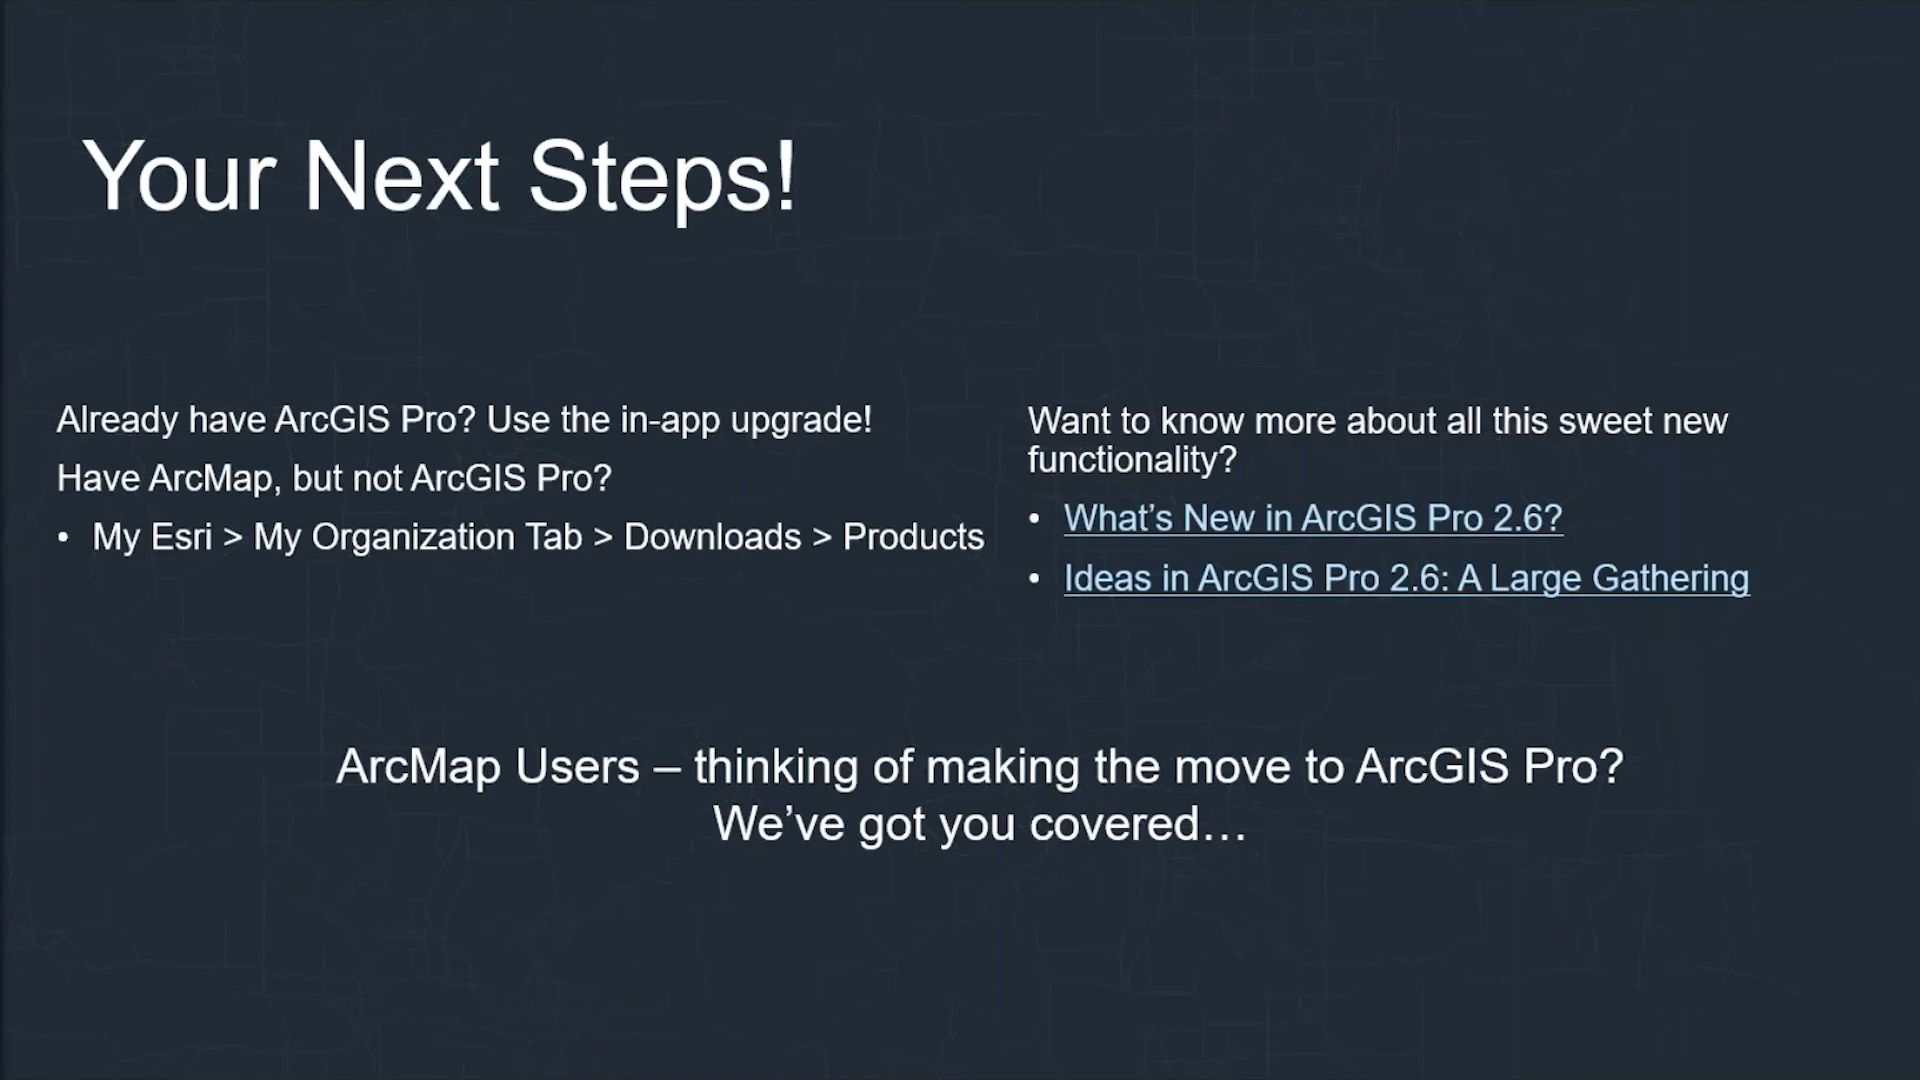 Your Next Steps!
Already have ArcGIS Pro? Use the in-app upgrade!
Have ArcMap, but not ArcGIS Pro?
• My Esri > My Organization Tab > Downloads > Products
Want to know more about all this sweet new
functionality?
• What’s New in ArcGIS Pro 2.6?
• Ideas in ArcGIS Pro 2.6: A Large Gathering
ArcMap Users – thinking of making the move to ArcGIS Pro?
We’ve got you covered…